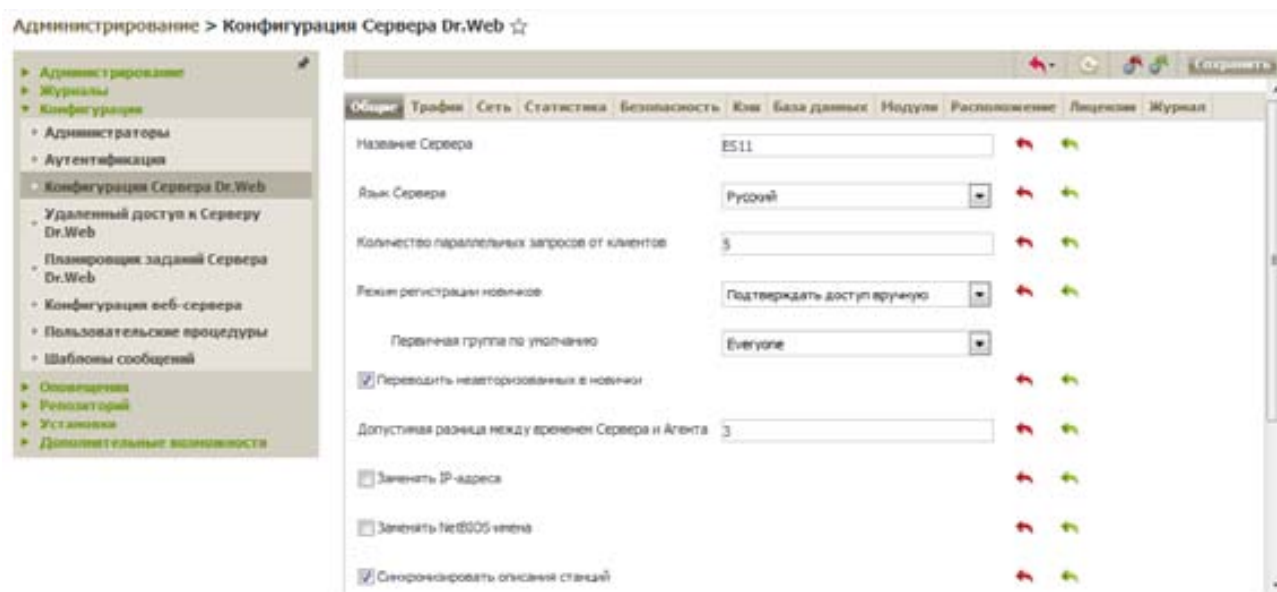 Администрирование > Конфигурация Сервера Dr.Web
Администрирование
Журналы
Конфигурация
Администраторы
Аутентификация
Конфигурация Сервера Dr.Web
Удаленный доступ к Серверу
Dr.Web
Планировщик заданий Сервера
Dr.Web
Конфигурация веб-сервера
Пользовательские процедуры
Шаблоны сообщений
Оповещения
Репозиторий
Установки
Дополнительные возможности
Сохранить
Общие Трафик Сеть Статистика Безопасность Кэш База данных Модули Расположение Лицензии Журнал
Название Сервера ES11
Язык Сервера Русский
Количество параллельных запросов от клиентов 5
Режим регистрации новичков Подтверждать доступ вручную
Первичная группа по умолчанию Everyone
Переводить неавторизованных в новички
Допустимая разница между временем Сервера и Агента 3
Заменять IP-адреса
Заменять NetBIOS имена
Синхронизировать описания станций